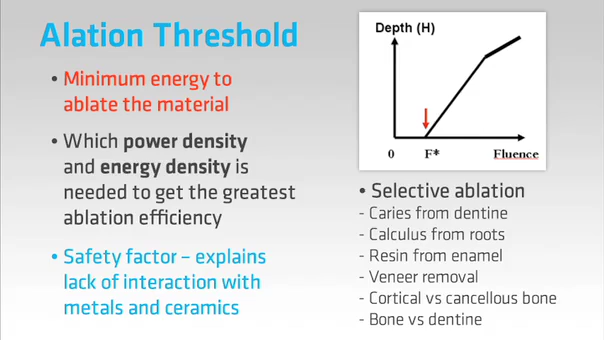 Alation Threshold
• Minimum energy to
ablate the material
• Which power density
and energy density is
needed to get the greatest
ablation efficiency
• Safety factor – explains
lack of interaction with
metals and ceramics
Depth (H)
0 F* Fluence
• Selective ablation
- Caries from dentine
- Calculus from roots
- Resin from enamel
- Veneer removal
- Cortical vs cancellous bone
- Bone vs dentine